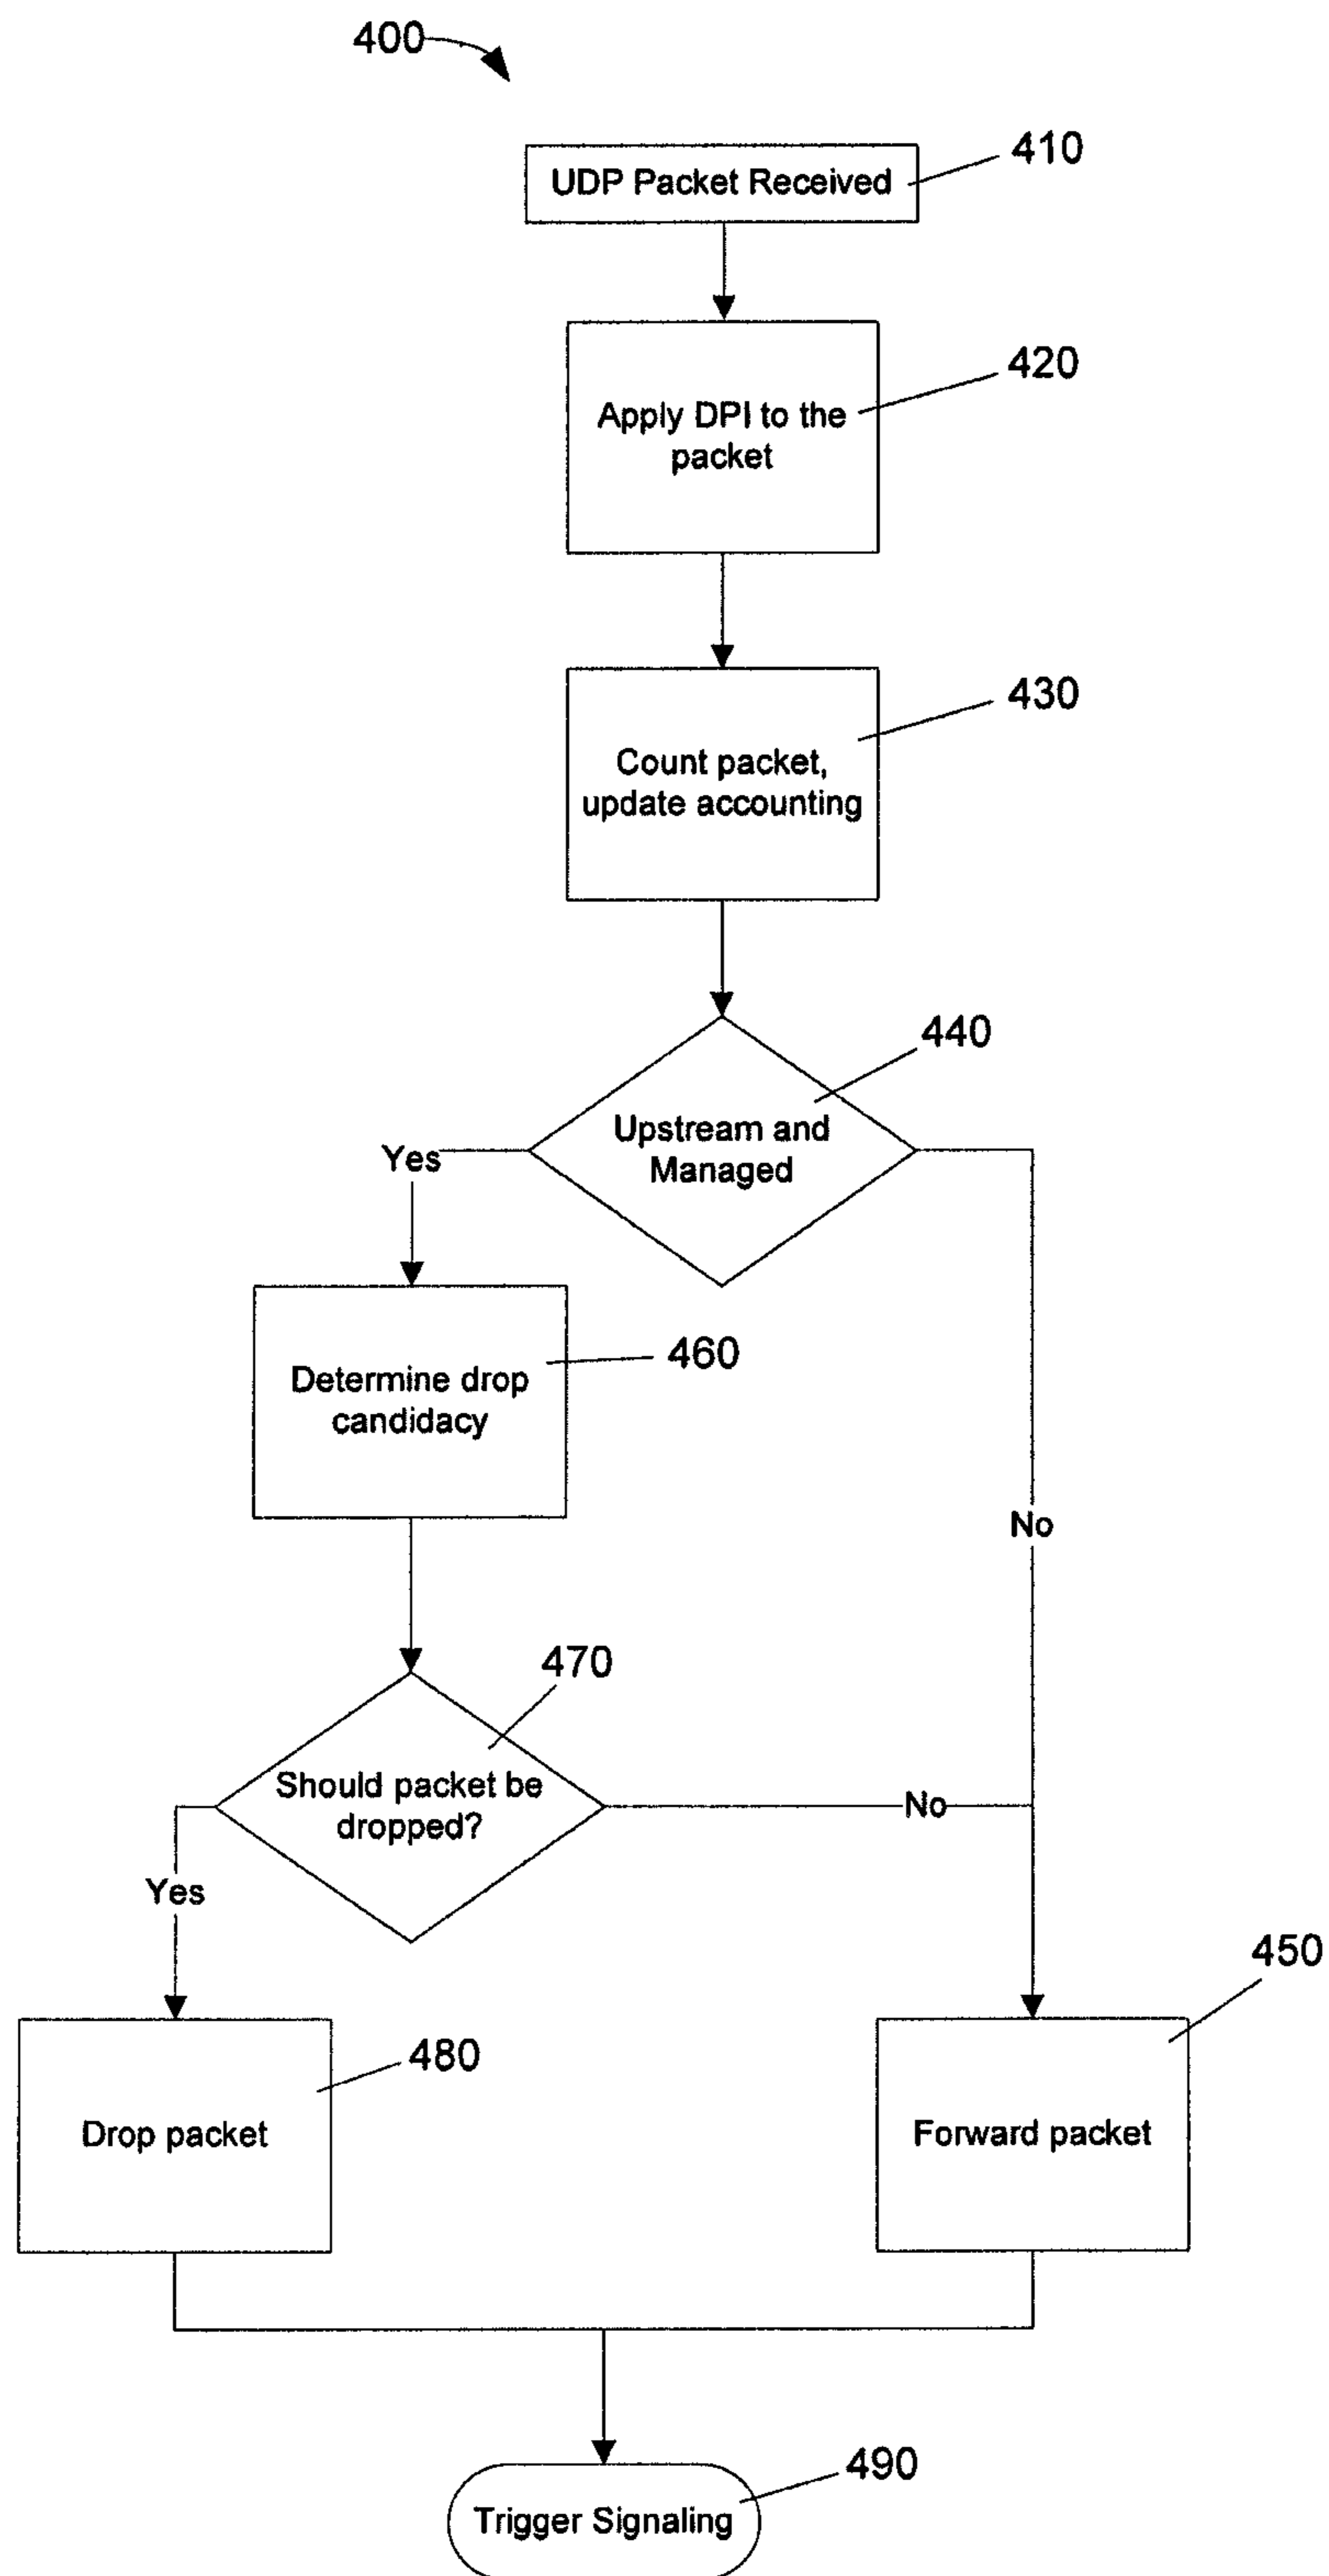 400
UDP Packet Received
410
Apply DPI to the
packet
420
Count packet,
update accounting
430
Upstream and
Managed
440
Yes
Determine drop
candidacy
460
No
Should packet be
dropped?
470
No
Yes
Drop packet
480
Forward packet
450
Trigger Signaling
490